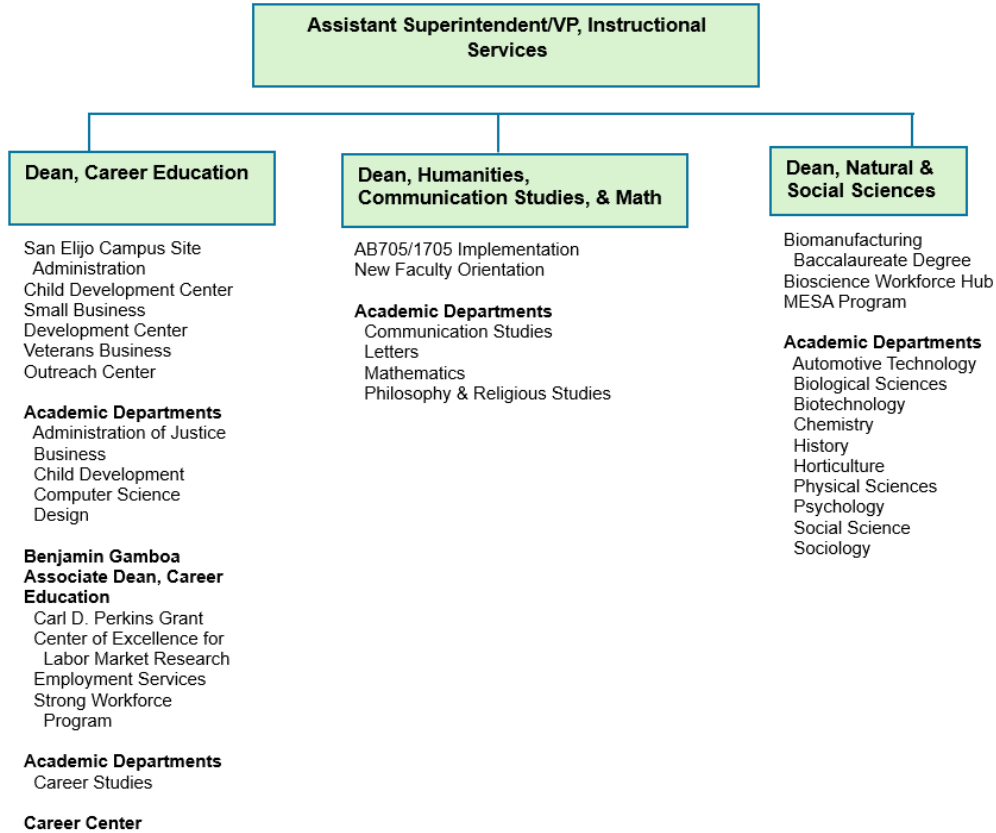 Assistant Superintendent/VP, Instructional
Services
Dean, Career Education
San Elijo Campus Site
Administration
Child Development Center
Small Business
Development Center
Veterans Business
Outreach Center
Academic Departments
Administration of Justice
Business
Child Development
Computer Science
Design
Benjamin Gamboa
Associate Dean, Career
Education
Carl D. Perkins Grant
Center of Excellence for
Labor Market Research
Employment Services
Strong Workforce
Program
Academic Departments
Career Studies
Career Center
Dean, Humanities,
Communication Studies, & Math
AB705/1705 Implementation
New Faculty Orientation
Academic Departments
Communication Studies
Letters
Mathematics
Philosophy & Religious Studies
Dean, Natural &
Social Sciences
Biomanufacturing
Baccalaureate Degree
Bioscience Workforce Hub
MESA Program
Academic Departments
Automotive Technology
Biological Sciences
Biotechnology
Chemistry
History
Horticulture
Physical Sciences
Psychology
Social Science
Sociology